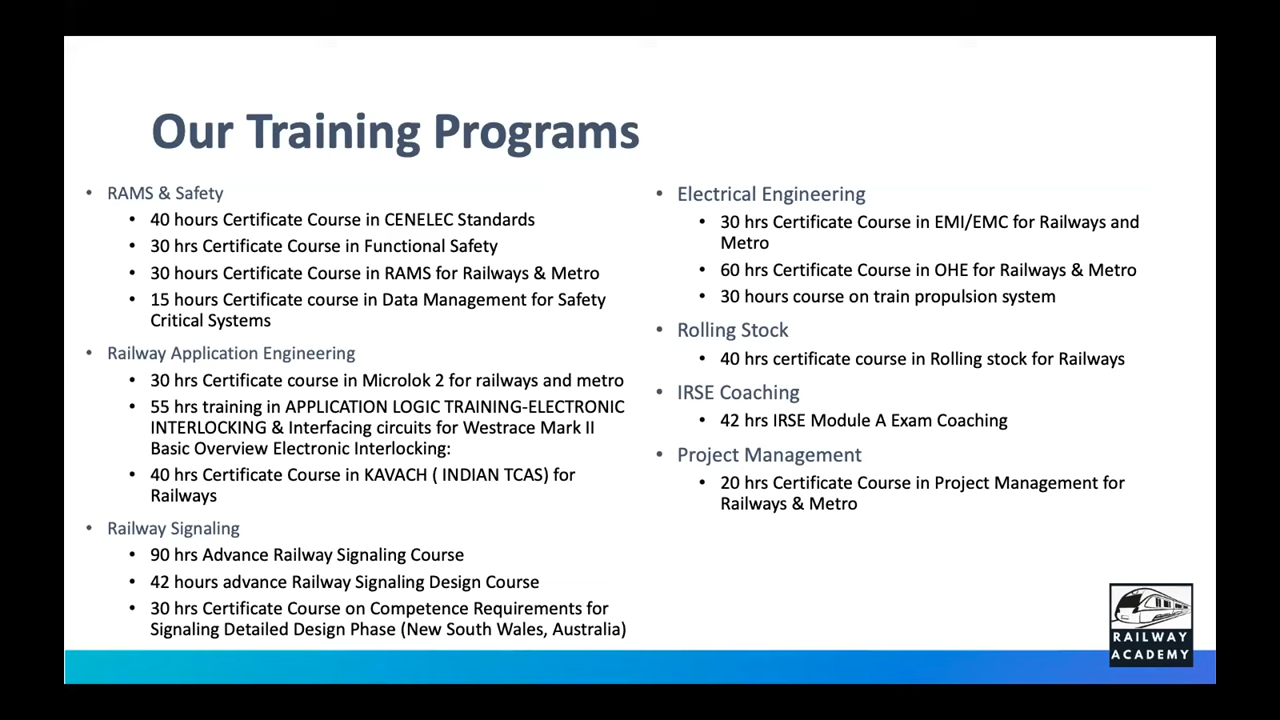 Our Training Programs
• RAMS & Safety
• 40 hours Certificate Course in CENELEC Standards
• 30 hrs Certificate Course in Functional Safety
• 30 hours Certificate Course in RAMS for Railways & Metro
• 15 hours Certificate course in Data Management for Safety
Critical Systems
• Railway Application Engineering
• 30 hrs Certificate course in Microlok 2 for railways and metro
• 55 hrs training in APPLICATION LOGIC TRAINING-ELECTRONIC
INTERLOCKING & Interfacing circuits for Westrace Mark II
Basic Overview Electronic Interlocking:
• 40 hrs Certificate Course in KAVACH ( INDIAN TCAS) for
Railways
• Railway Signaling
• 90 hrs Advance Railway Signaling Course
• 42 hours advance Railway Signaling Design Course
• 30 hrs Certificate Course on Competence Requirements for
Signaling Detailed Design Phase (New South Wales, Australia)
• Electrical Engineering
• 30 hrs Certificate Course in EMI/EMC for Railways and
Metro
• 60 hrs Certificate Course in OHE for Railways & Metro
• 30 hours course on train propulsion system
• Rolling Stock
• 40 hrs certificate course in Rolling stock for Railways
• IRSE Coaching
• 42 hrs IRSE Module A Exam Coaching
• Project Management
• 20 hrs Certificate Course in Project Management for
Railways & Metro
RAILWAY
ACADEMY